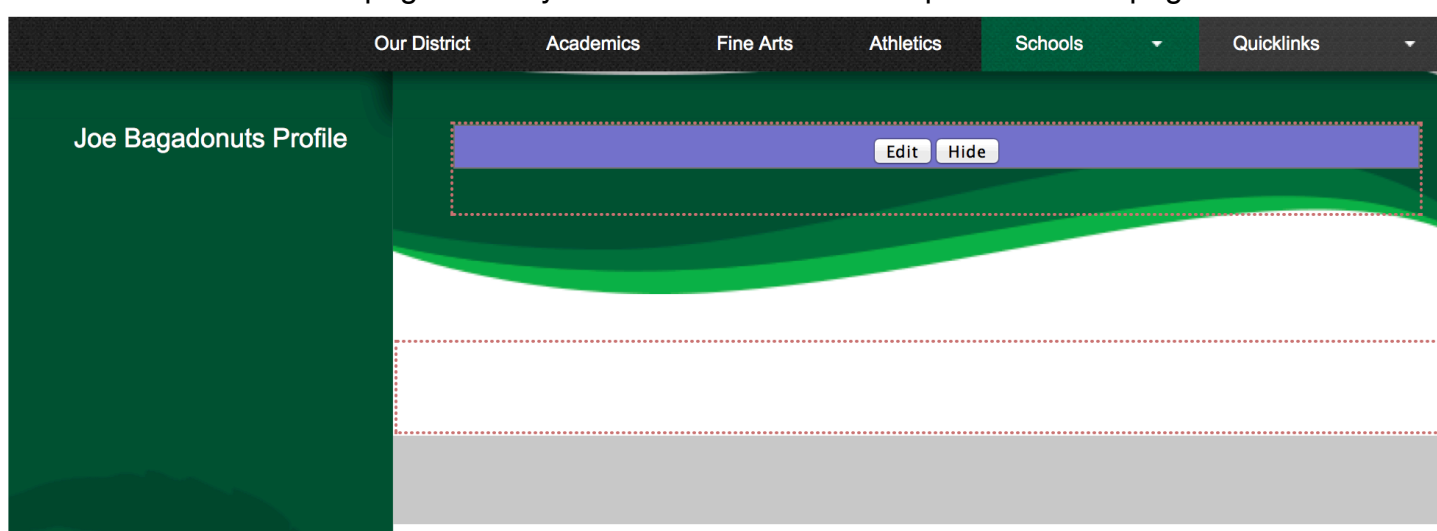 Our District Academics Fine Arts Athletics Schools Quicklinks
Joe Bagadonuts Profile
Edit Hide